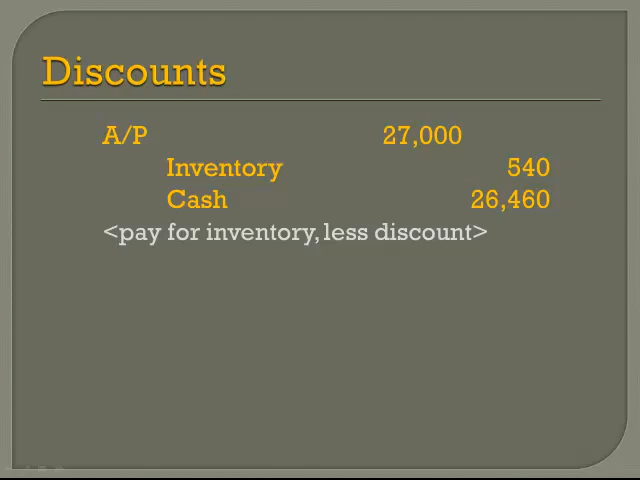 Discounts
A/P 27,000
Inventory 540
Cash 26,460
<pay for inventory, less discount>